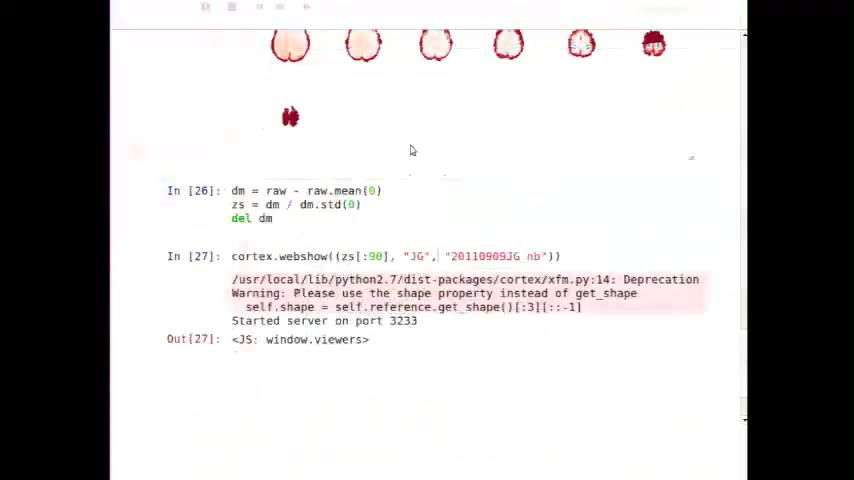 In [26]: dm = raw - raw.mean(0)
zs = dm / dm.std(0)
del dm
In [27]: cortex.webshow((zs[:90], "JG", "20110909JG_nb"))
/usr/local/lib/python2.7/dist-packages/cortex/xfm.py:14: Deprecation
Warning: Please use the shape property instead of get_shape
self.shape = self.reference.get_shape()[:3][::-1]
Started server on port 3233
Out[27]: <JS: window.viewers>